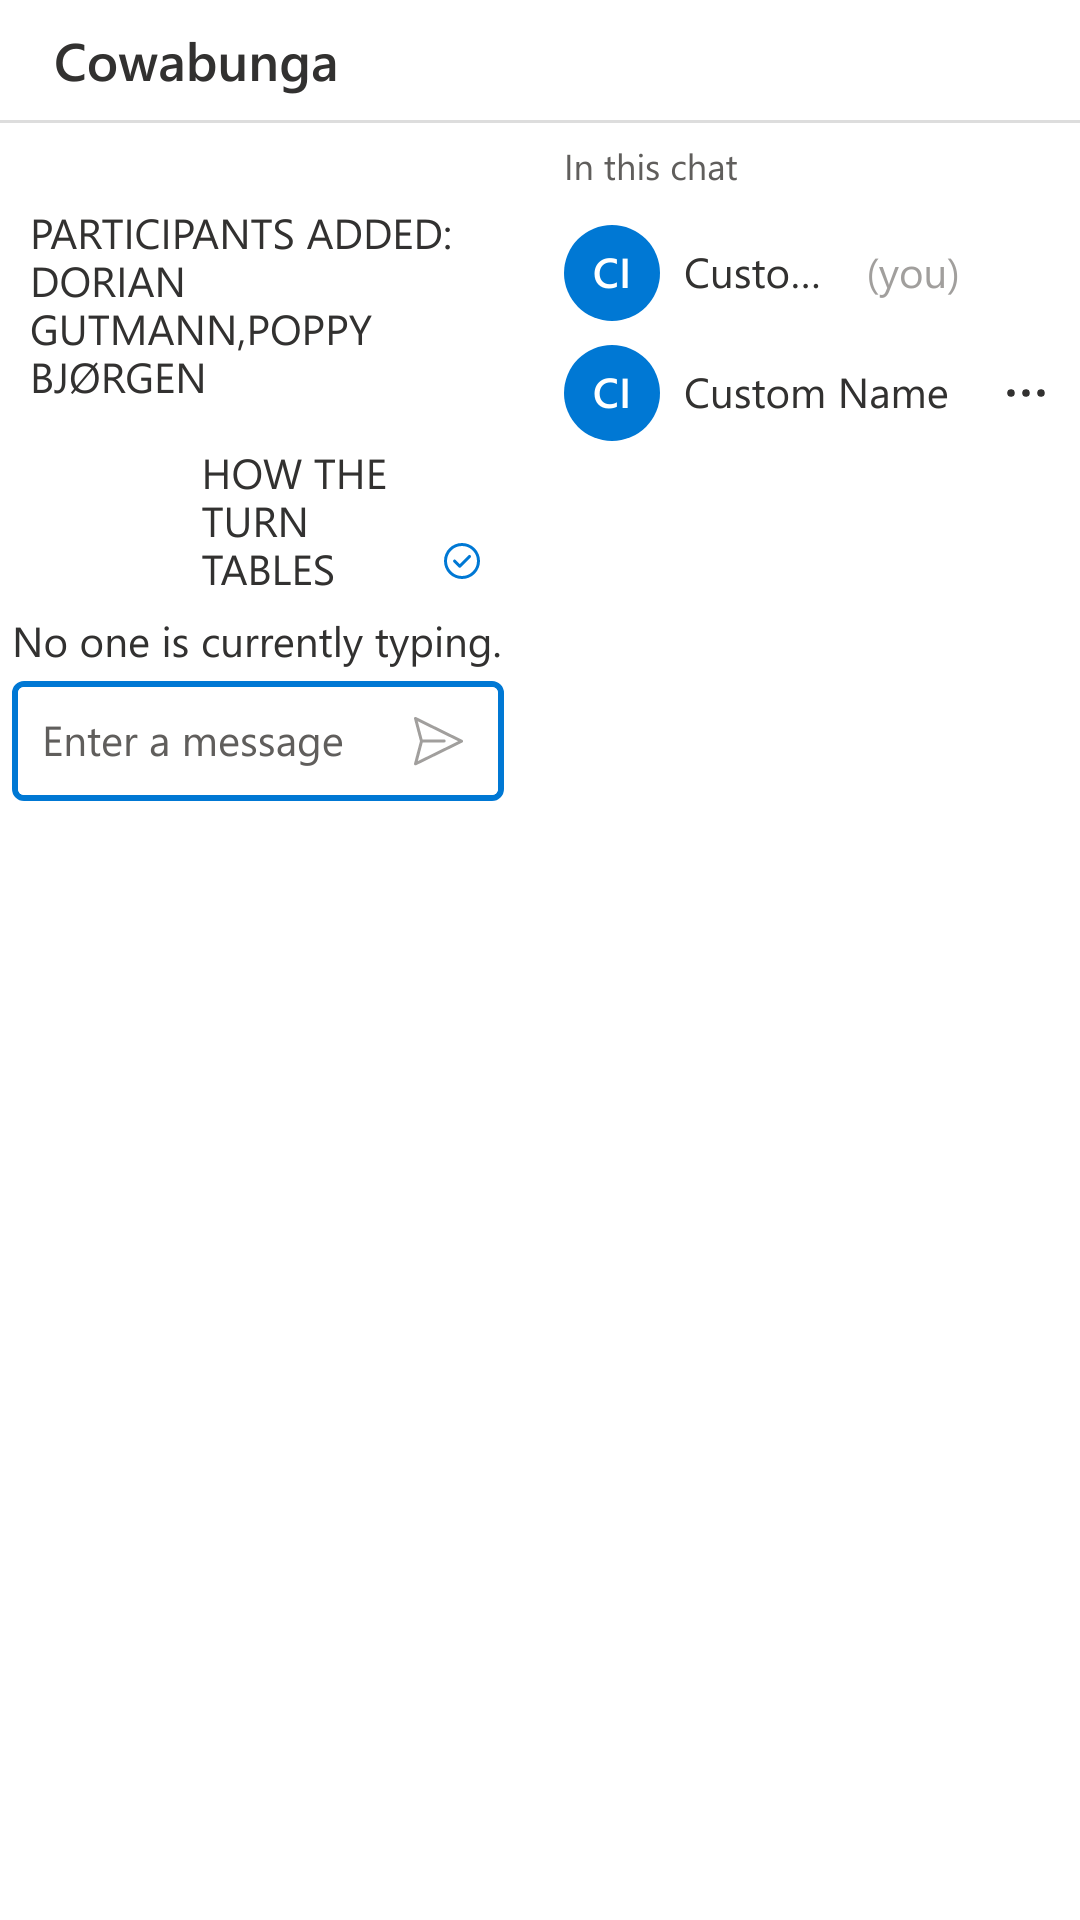 Cowabunga
PARTICIPANTS ADDED:
DORIAN
GUTMANN,POPPY
BJØRGEN
HOW THE
TURN
TABLES
No one is currently typing.
Enter a message
In this chat
CI Custo... (you)
CI Custom Name